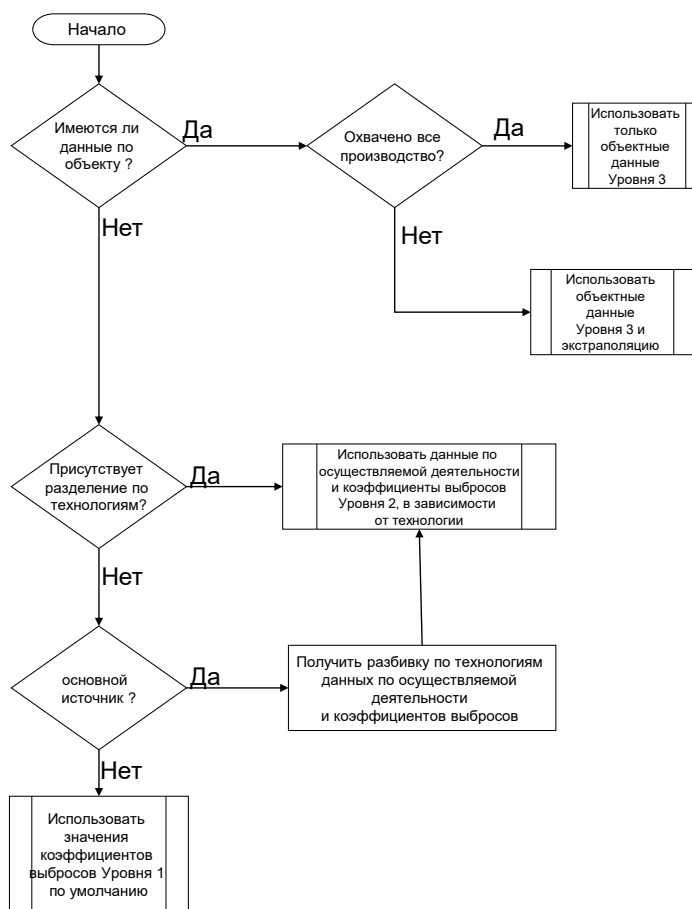 Начало
Имеются ли
данные по
объекту ?
Да
Охвачено все
производство?
Да
Использовать
только
объектные
данные
Уровня 3
Нет
Нет
Использовать
объектные
данные
Уровня 3 и
экстраполяцию
Присутствует
разделение по
технологиям?
Да
Использовать данные по
осуществляемой деятельности
и коэффициенты выбросов
Уровня 2, в зависимости
от технологии
Нет
основной
источник ?
Да
Получить разбивку по технологиям
данных по осуществляемой
деятельности
и коэффициентов выбросов
Нет
Использовать
значения
коэффициентов
выбросов Уровня 1
по умолчанию